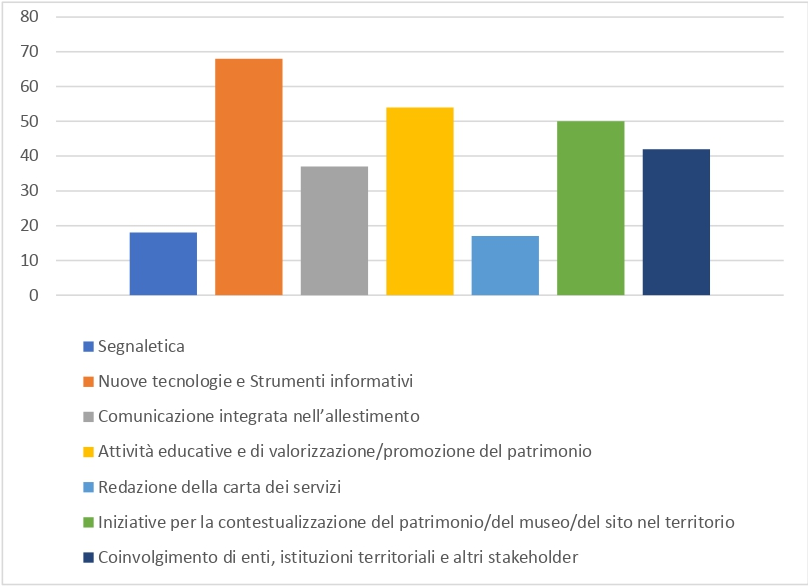 80
70
60
50
40
30
20
10
0
Segnaletica
Nuove tecnologie e Strumenti informativi
Comunicazione integrata nell’allestimento
Attività educative e di valorizzazione/promozione del patrimonio
Redazione della carta dei servizi
Iniziative per la contestualizzazione del patrimonio/del museo/del sito nel territorio
Coinvolgimento di enti, istituzioni territoriali e altri stakeholder